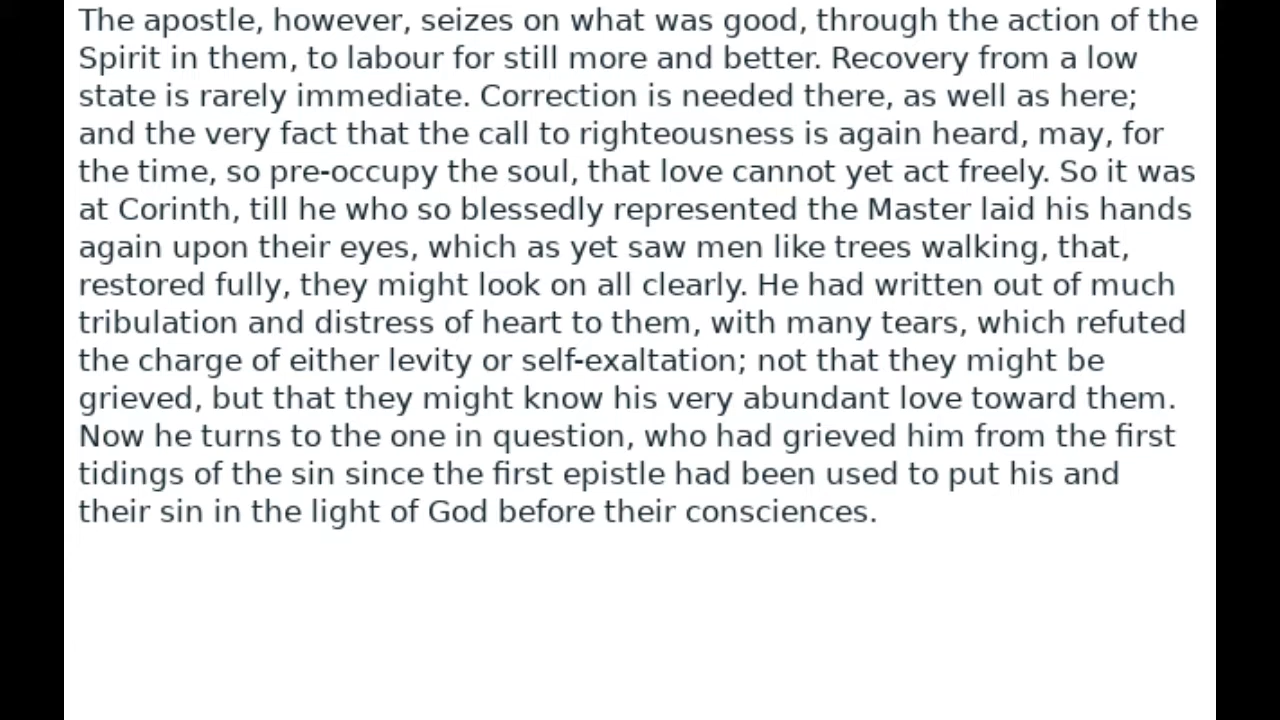 The apostle, however, seizes on what was good, through the action of the
Spirit in them, to labour for still more and better. Recovery from a low
state is rarely immediate. Correction is needed there, as well as here;
and the very fact that the call to righteousness is again heard, may, for
the time, so pre-occupy the soul, that love cannot yet act freely. So it was
at Corinth, till he who so blessedly represented the Master laid his hands
again upon their eyes, which as yet saw men like trees walking, that,
restored fully, they might look on all clearly. He had written out of much
tribulation and distress of heart to them, with many tears, which refuted
the charge of either levity or self-exaltation; not that they might be
grieved, but that they might know his very abundant love toward them.
Now he turns to the one in question, who had grieved him from the first
tidings of the sin since the first epistle had been used to put his and
their sin in the light of God before their consciences.